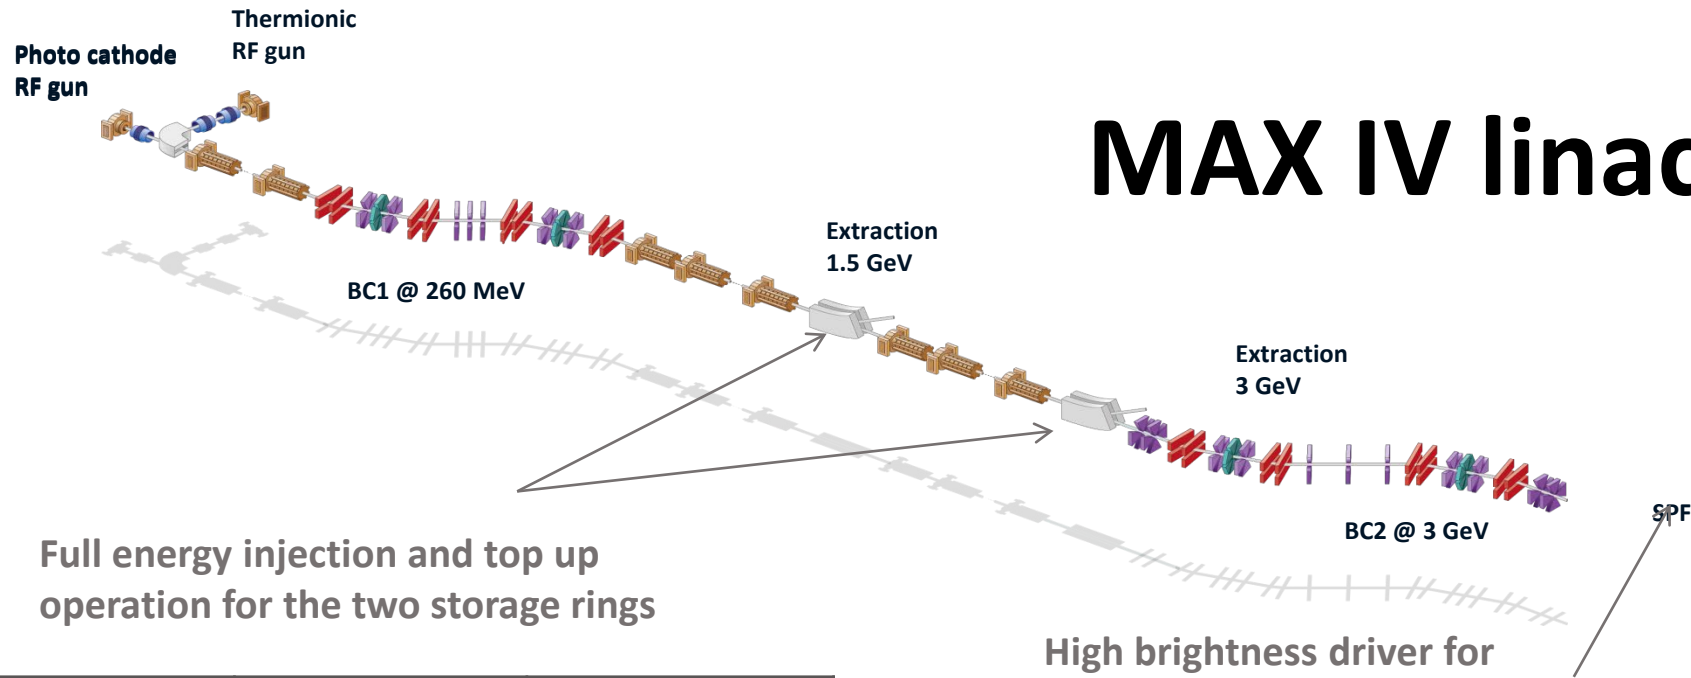 Thermionic
RF gun
Photo cathode
RF gun
MAX IV linac
Extraction
1.5 GeV
BC1 @ 260 MeV
Extraction
3 GeV
SPF
BC2 @ 3 GeV
Full energy injection and top up
operation for the two storage rings
High brightness driver for